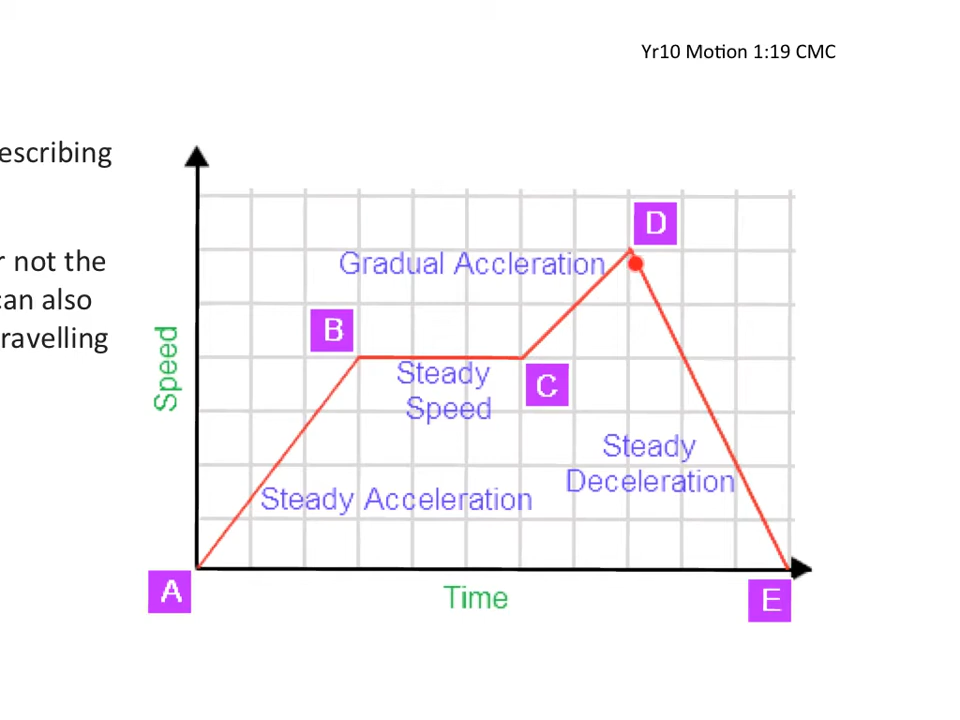 Yr10 Motion 1:19 CMC
escribing
r not the
can also
ravelling
D
Gradual Accleration
B
Steady
Speed
C
Speed
Steady
Deceleration
Steady Acceleration
A
Time
E